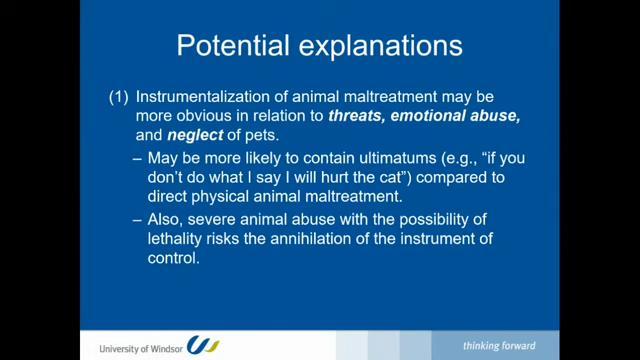 Potential explanations
(1) Instrumentalization of animal maltreatment may be
more obvious in relation to threats, emotional abuse,
and neglect of pets.
– May be more likely to contain ultimatums (e.g., “if you
don’t do what I say I will hurt the cat”) compared to
direct physical animal maltreatment.
– Also, severe animal abuse with the possibility of
lethality risks the annihilation of the instrument of
control.
University of Windsor
thinking forward